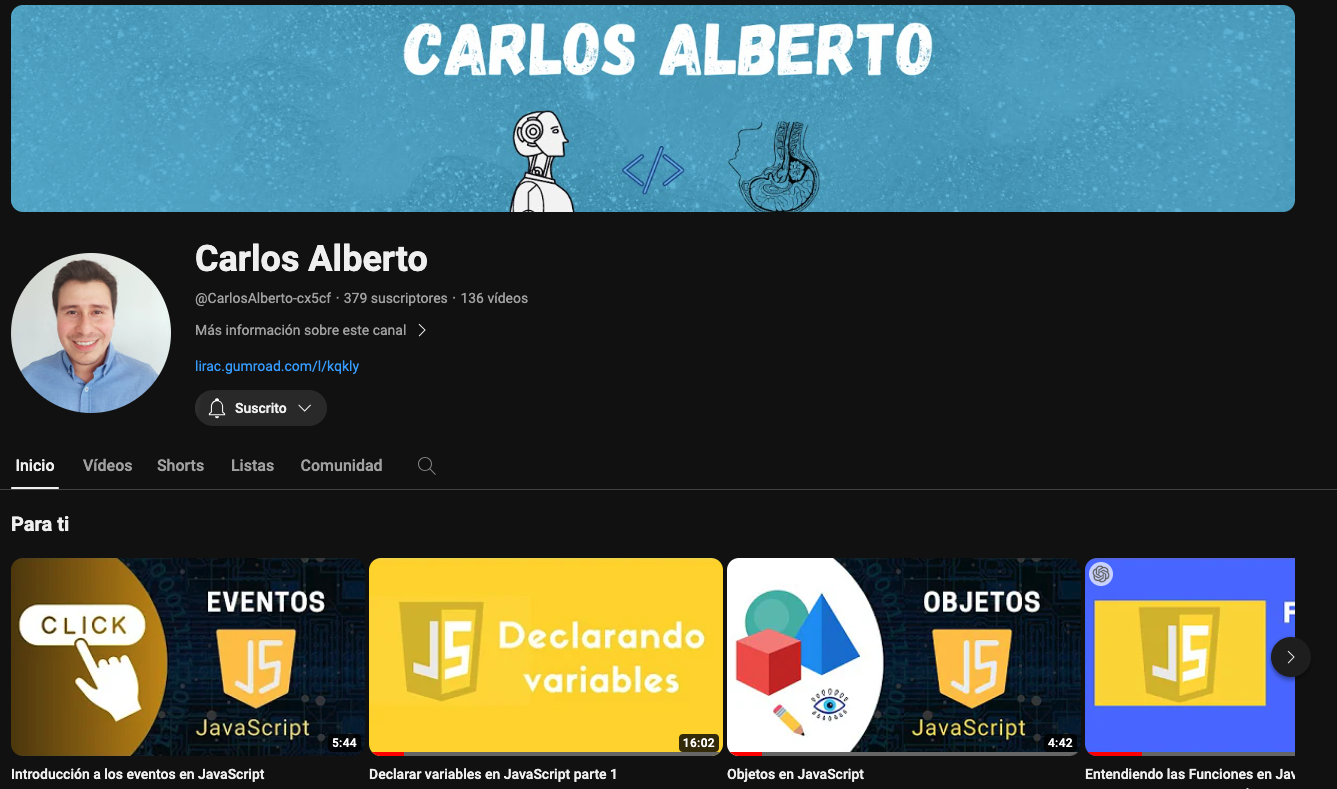 CARLOS ALBERTO
</>
Carlos Alberto
@CarlosAlberto-cx5cf · 379 suscriptores · 136 vídeos
Más información sobre este canal
lirac.gumroad.com/l/kqkly
Suscrito
Inicio Vídeos Shorts Listas Comunidad
Para ti
CLICK
EVENTOS
JS
JavaScript
5:44
JS
Declarando
variables
16:02
OBJETOS
JS
JavaScript
4:42
F
JS
Introducción a los eventos en JavaScript
Declarar variables en JavaScript parte 1
Objetos en JavaScript
Entendiendo las Funciones en Jav